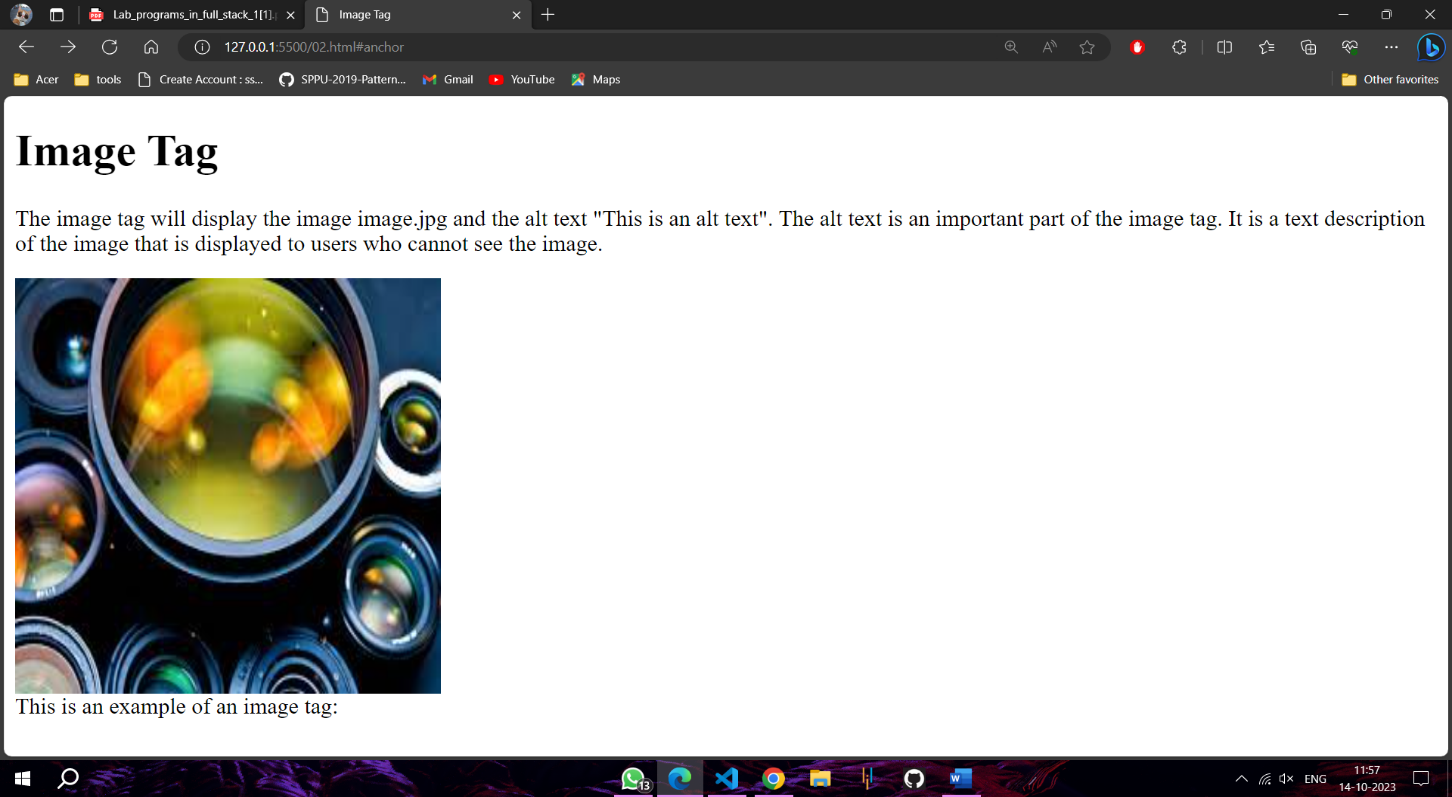 Lab_programs_in_full_stack_1[1].
Image Tag
127.0.0.1:5500/02.html#anchor
Acer tools Create Account : ss... SPPU-2019-Pattern... Gmail YouTube Maps Other favorites
Image Tag
The image tag will display the image image.jpg and the alt text "This is an alt text". The alt text is an important part of the image tag. It is a text description
of the image that is displayed to users who cannot see the image.
This is an example of an image tag:
13
ENG
11:57
14-10-2023